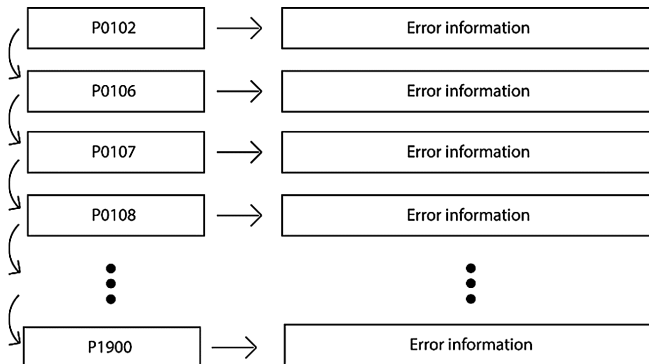 P0102
Error information
P0106
Error information
P0107
Error information
P0108
Error information
P1900
Error information